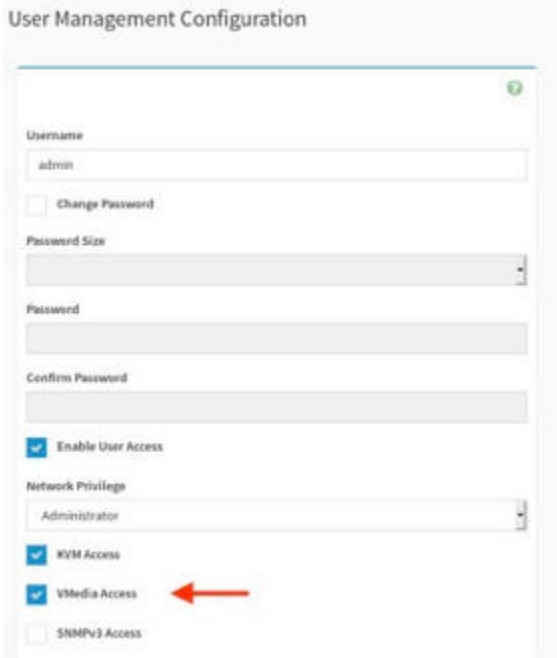 User Management Configuration
Username
admin
Change Password
Password Size
Password
Confirm Password
Enable User Access
Network Privilege
Administrator
KVM Access
VMedia Access
SNMPv3 Access